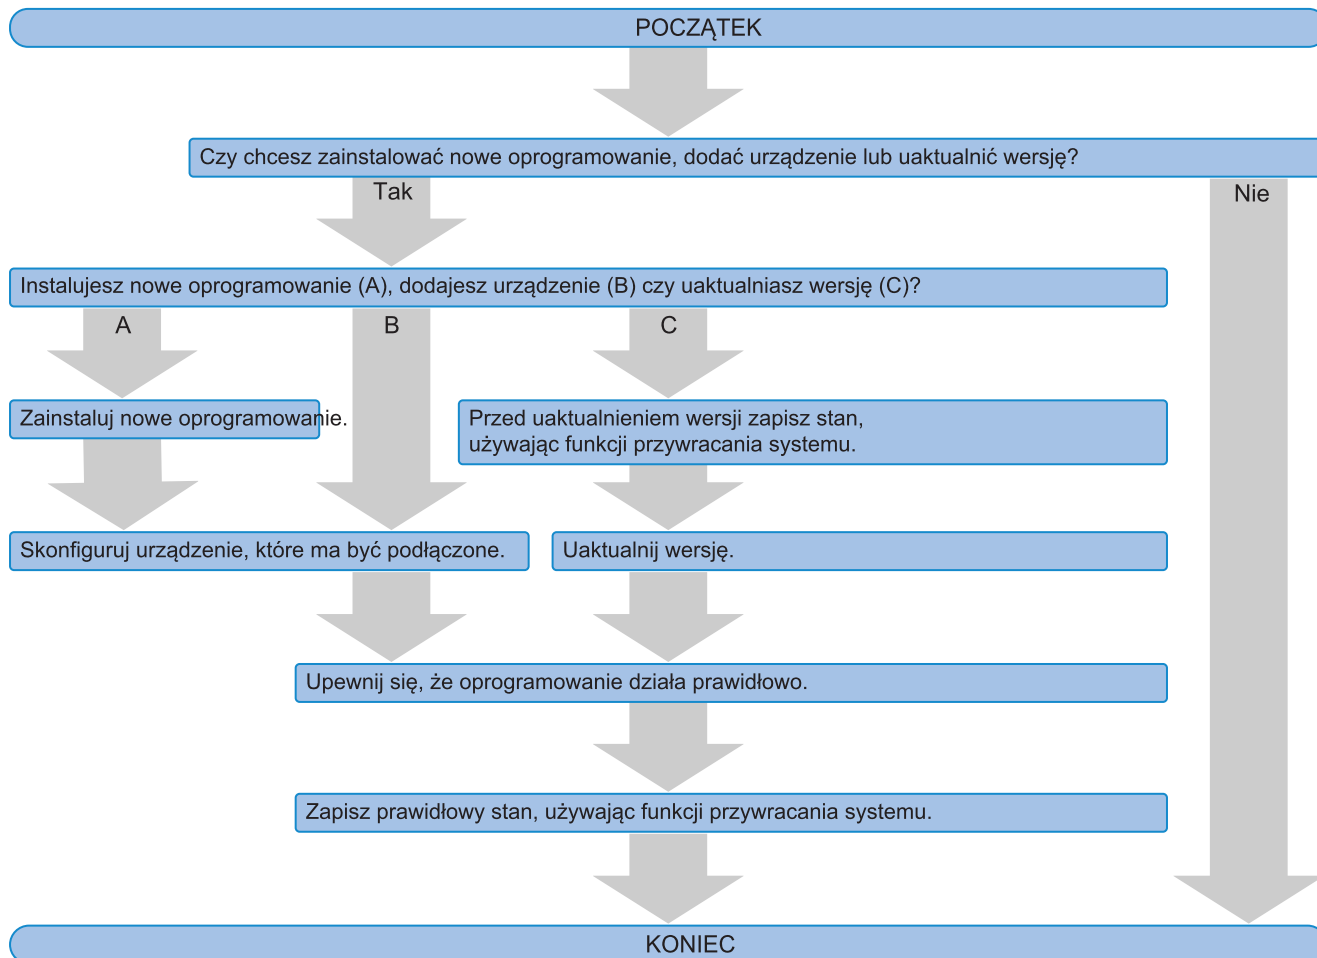 POCZĄTEK
Czy chcesz zainstalować nowe oprogramowanie, dodać urządzenie lub uaktualnić wersję?
Tak
Nie
Instalujesz nowe oprogramowanie (A), dodajesz urządzenie (B) czy uaktualniasz wersję (C)?
A
B
C
Zainstaluj nowe oprogramowanie.
Przed uaktualnieniem wersji zapisz stan,
używając funkcji przywracania systemu.
Skonfiguruj urządzenie, które ma być podłączone.
Uaktualnij wersję.
Upewnij się, że oprogramowanie działa prawidłowo.
Zapisz prawidłowy stan, używając funkcji przywracania systemu.
KONIEC